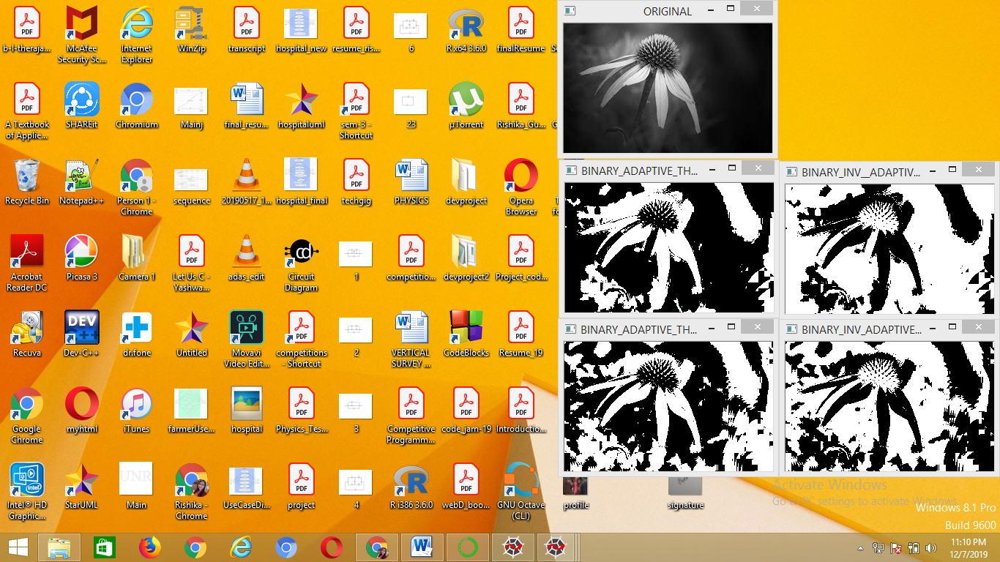 b-l-theraja...
McAfee
Security Sc...
Internet
Explorer
WinZip
transcript
hospital_new
resume_ris...
6
R x64 3.6.0
finalResume
A Textbook
of Applie...
SHAREit
Chromium
Mainj
final_resu...
hospitaluml
sem-3 -
Shortcut
23
µTorrent
Rishika_Gu...
Recycle Bin
Notepad++
Person 1 -
Chrome
sequence
20190517_1...
hospital_final
techgig
PHYSICS
devproject
Opera
Browser
Acrobat
Reader DC
Picasa 3
Camera 1
Let Us C -
Yashwa...
adas_edit
Circuit
Diagram
1
competitio...
devproject2
Project_cod...
Recuva
Dev-C++
dr.fone
Untitled
Movavi
Video Edit...
competitions
- Shortcut
2
VERTICAL
SURVEY ...
CodeBlocks
Resume_19
Google
Chrome
myhtml
iTunes
farmerUse...
hospital
Physics_Tes...
3
Competitive
Programm...
code_jam-19
Introductio...
Intel® HD
Graphic...
StarUML
Main
Rishika -
Chrome
UseCaseDi...
project
4
R i386 3.6.0
webD_boo...
GNU Octave
(CLI)
profile
signature
ORIGINAL
BINARY_ADAPTIVE_TH...
BINARY_INV__ADAPTIV...
BINARY_ADAPTIVE_TH...
BINARY_INV_ADAPTIVE...
Activate Windows
Go to PC settings to activate Windows.
Windows 8.1 Pro
Build 9600
11:10 PM
12/7/2019